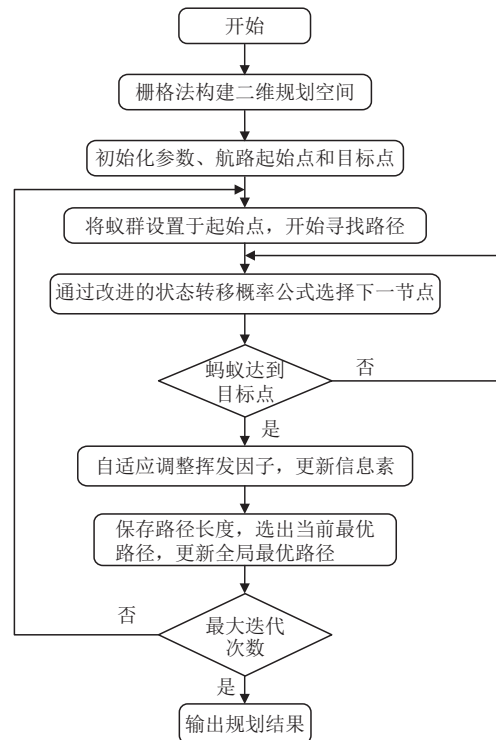 开始
栅格法构建二维规划空间
初始化参数、航路起始点和目标点
将蚁群设置于起始点，开始寻找路径
通过改进的状态转移概率公式选择下一节点
蚂蚁达到
目标点
否
是
自适应调整挥发因子，更新信息素
保存路径长度，选出当前最优
路径，更新全局最优路径
否
最大迭代
次数
是
输出规划结果